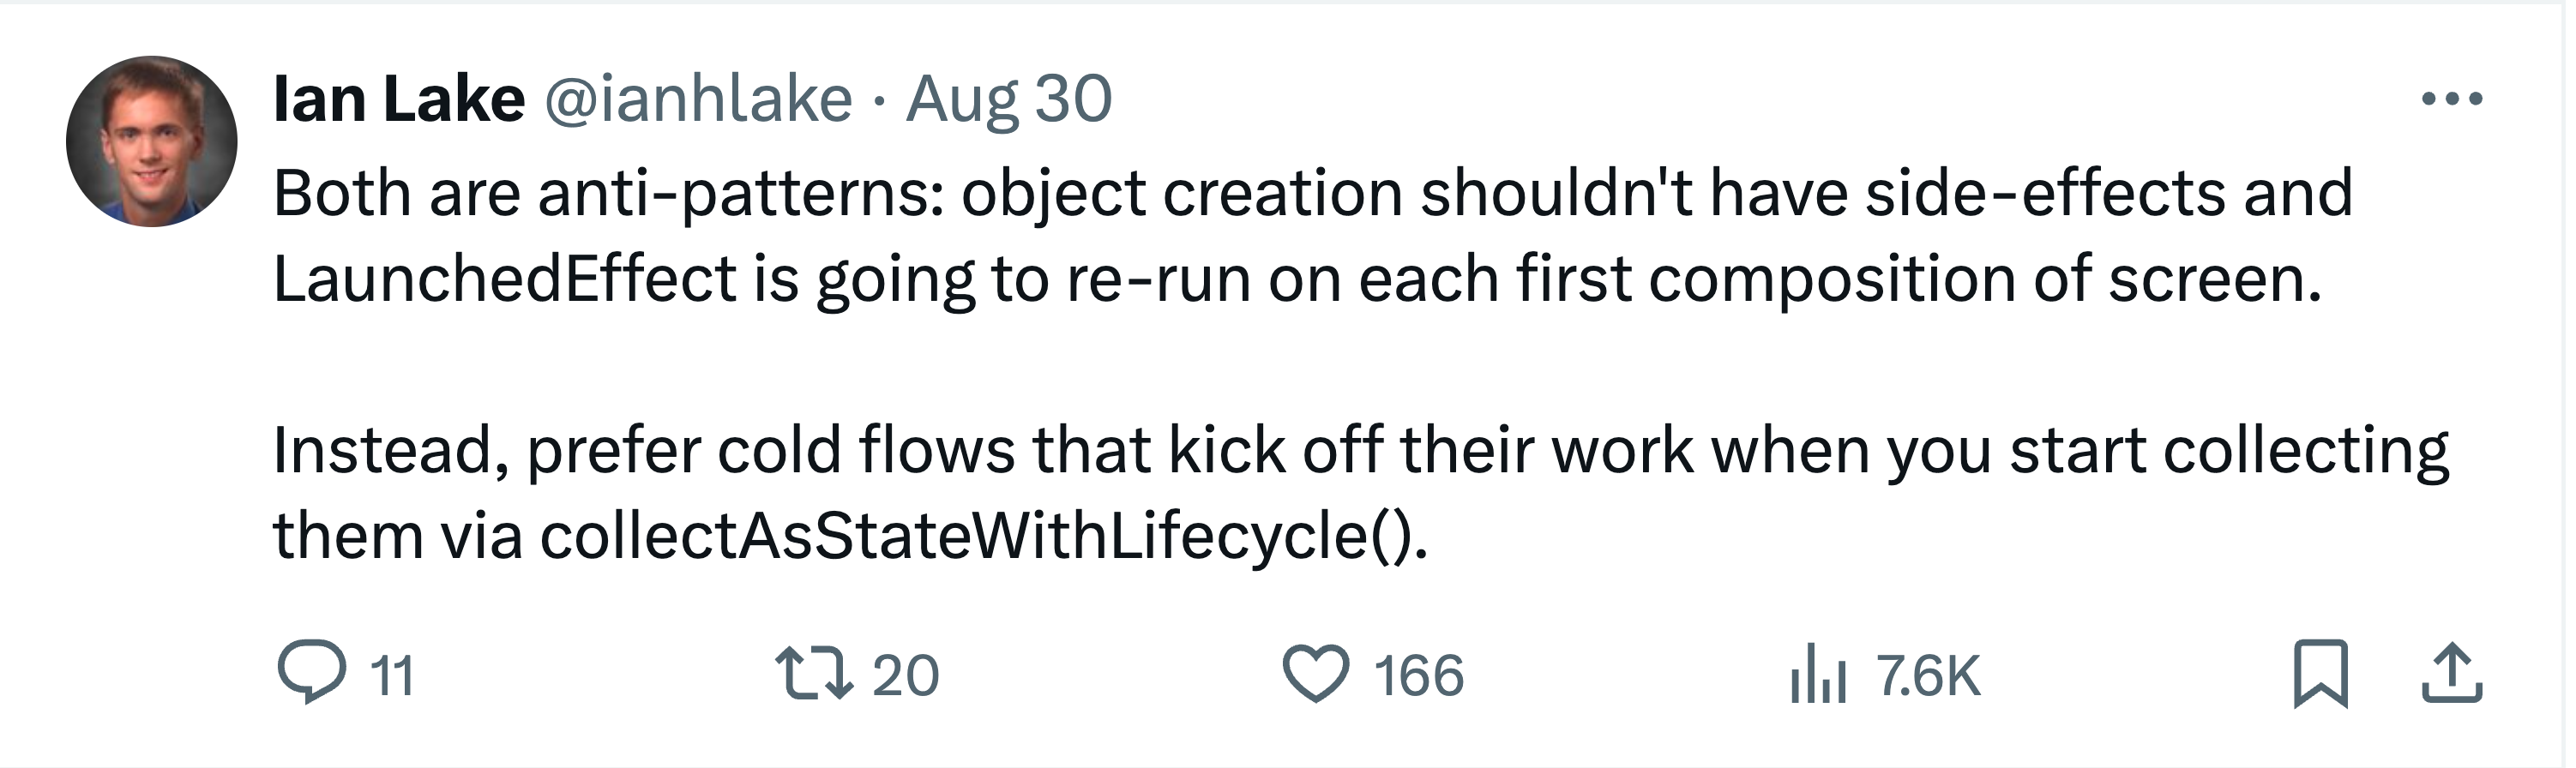 Ian Lake @ianhlake · Aug 30
Both are anti-patterns: object creation shouldn't have side-effects and
LaunchedEffect is going to re-run on each first composition of screen.
Instead, prefer cold flows that kick off their work when you start collecting
them via collectAsStateWithLifecycle().
11 20 166 7.6K